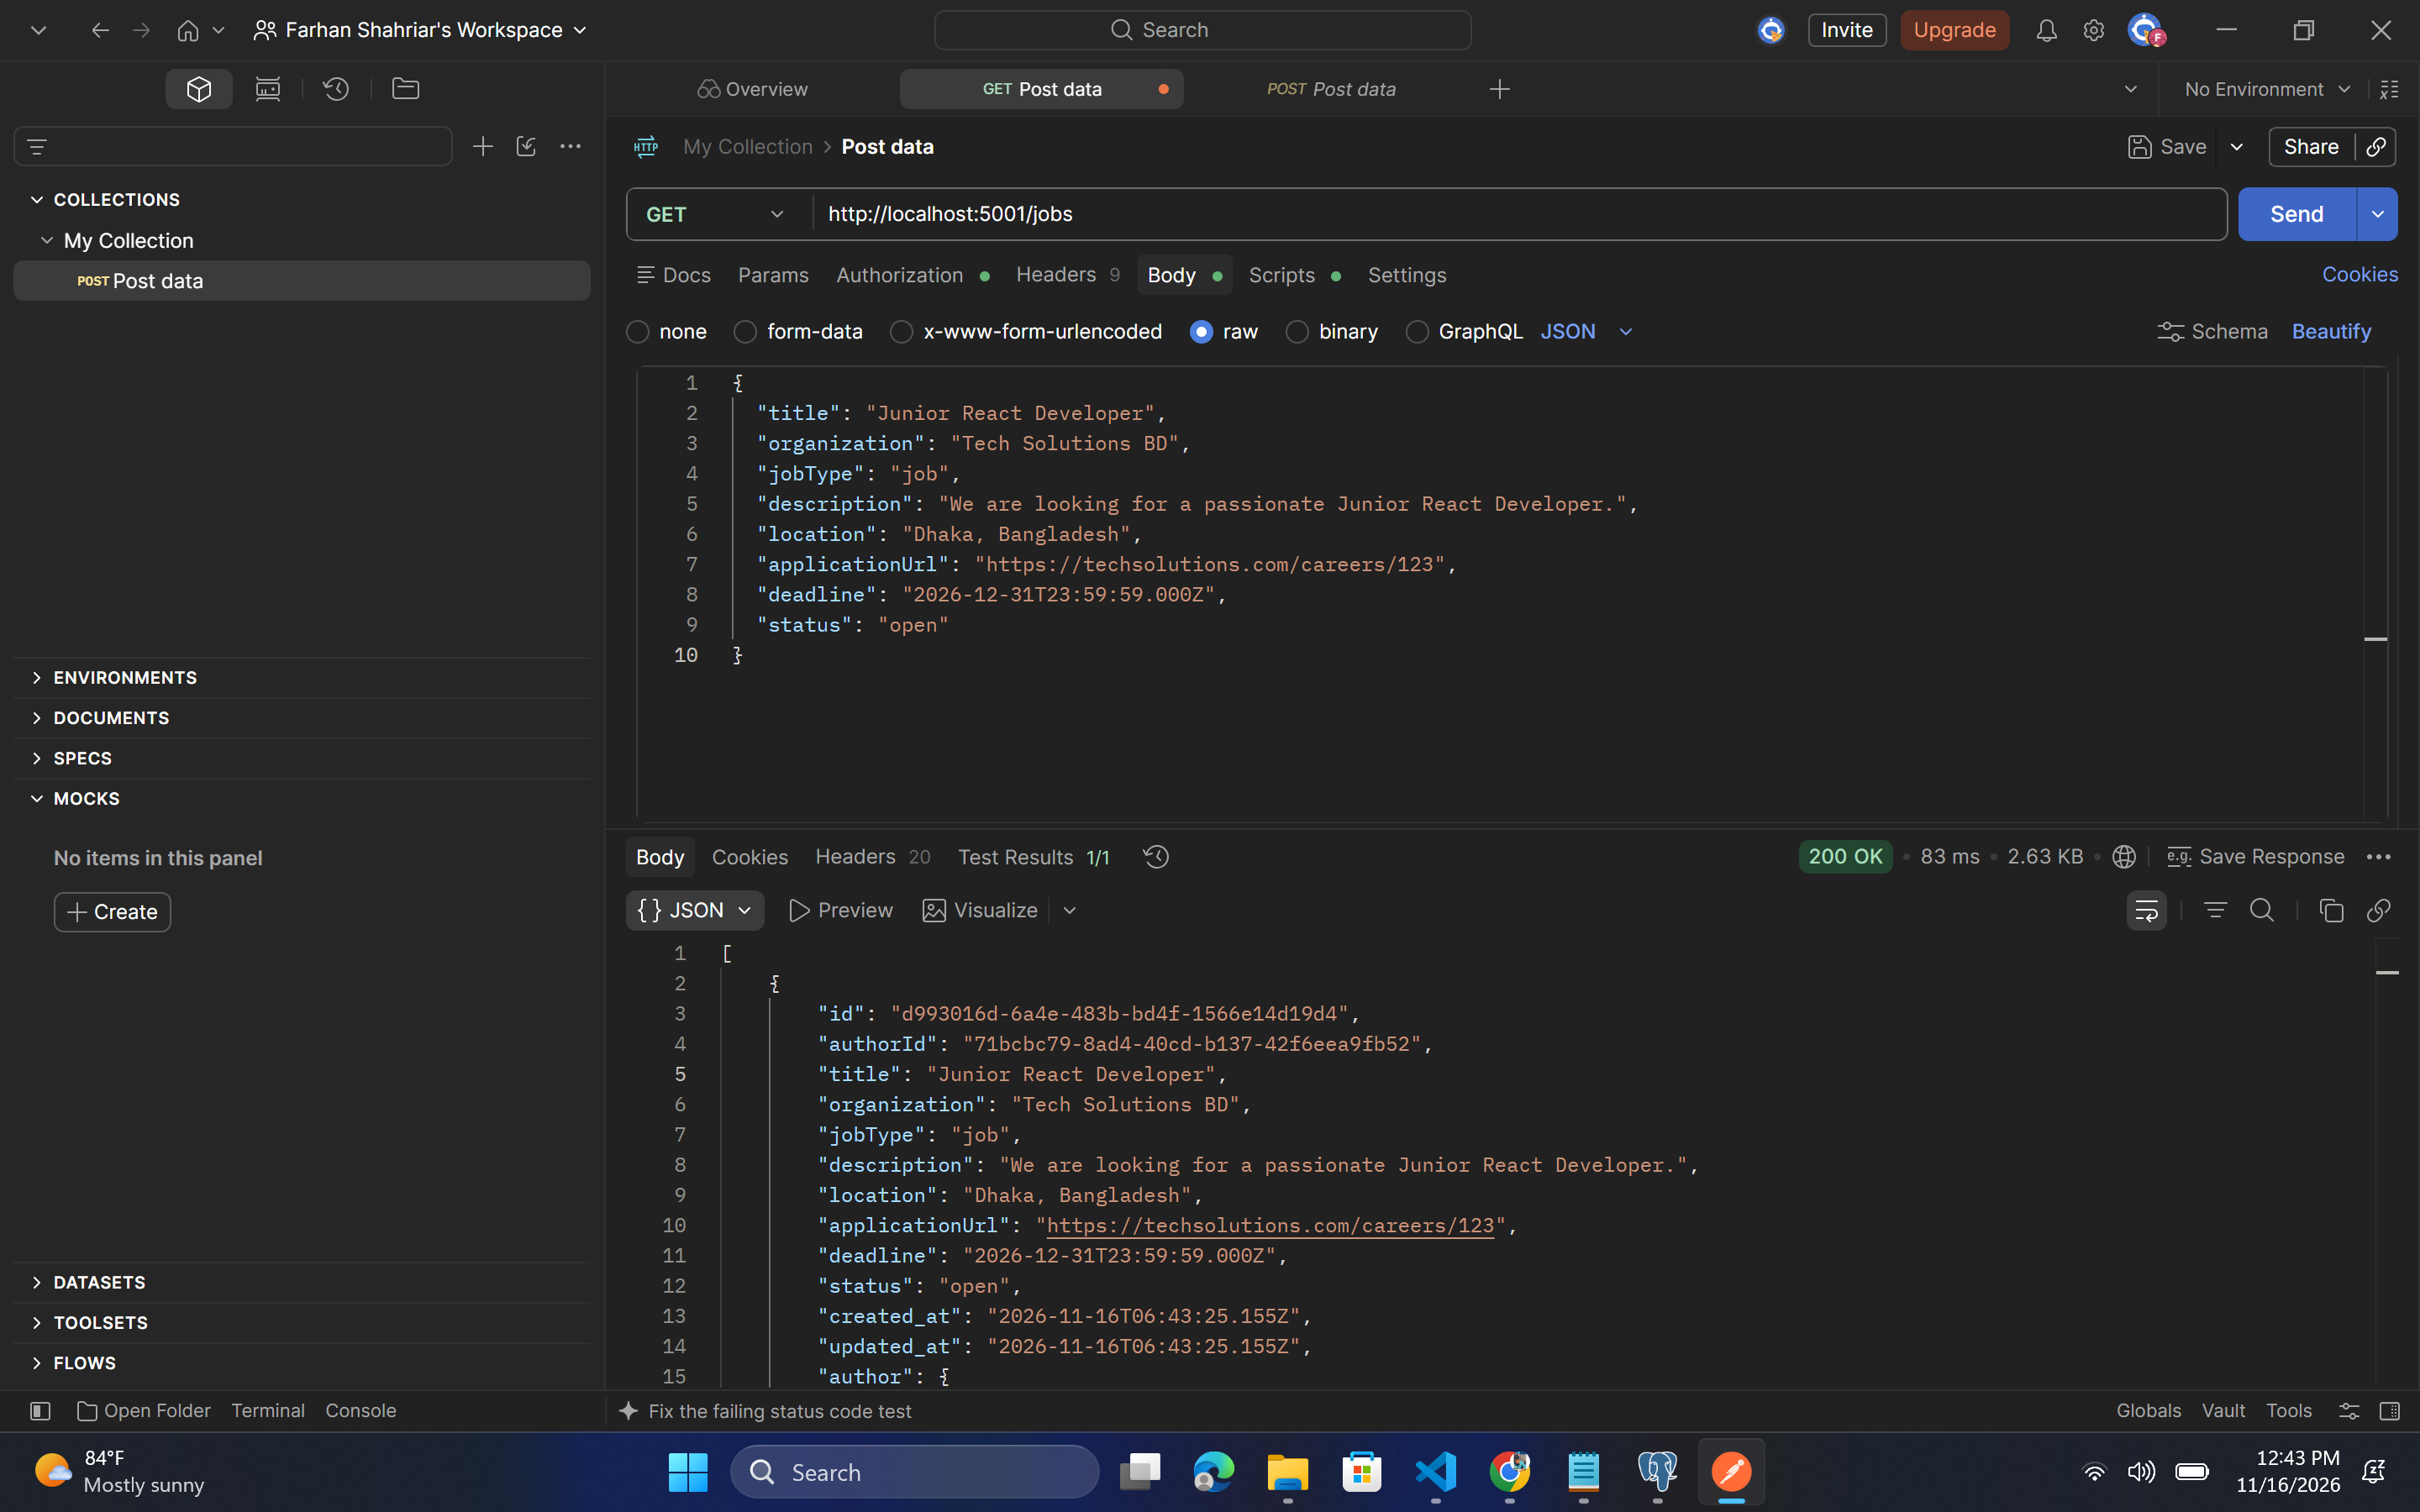 Farhan Shahriar's Workspace
Search
Invite
Upgrade
F
Overview
GET Post data
POST Post data
No Environment
HTTP
My Collection > Post data
Save
Share
COLLECTIONS
My Collection
POST Post data
GET
http://localhost:5001/jobs
Send
Docs
Params
Authorization
Headers 9
Body
Scripts
Settings
Cookies
none
form-data
x-www-form-urlencoded
raw
binary
GraphQL
JSON
Schema
Beautify
1 {
2 "title": "Junior React Developer",
3 "organization": "Tech Solutions BD",
4 "jobType": "job",
5 "description": "We are looking for a passionate Junior React Developer.",
6 "location": "Dhaka, Bangladesh",
7 "applicationUrl": "https://techsolutions.com/careers/123",
8 "deadline": "2026-12-31T23:59:59.000Z",
9 "status": "open"
10 }
ENVIRONMENTS
DOCUMENTS
SPECS
MOCKS
No items in this panel
Create
DATASETS
TOOLSETS
FLOWS
Body
Cookies
Headers 20
Test Results 1/1
200 OK
83 ms
2.63 KB
e.g. Save Response
{} JSON
Preview
Visualize
1 [
2 {
3 "id": "d993016d-6a4e-483b-bd4f-1566e14d19d4",
4 "authorId": "71bcbc79-8ad4-40cd-b137-42f6eea9fb52",
5 "title": "Junior React Developer",
6 "organization": "Tech Solutions BD",
7 "jobType": "job",
8 "description": "We are looking for a passionate Junior React Developer.",
9 "location": "Dhaka, Bangladesh",
10 "applicationUrl": "https://techsolutions.com/careers/123",
11 "deadline": "2026-12-31T23:59:59.000Z",
12 "status": "open",
13 "created_at": "2026-11-16T06:43:25.155Z",
14 "updated_at": "2026-11-16T06:43:25.155Z",
15 "author": {
Open Folder
Terminal
Console
Fix the failing status code test
Globals
Vault
Tools
84°F
Mostly sunny
Search
12:43 PM
11/16/2026